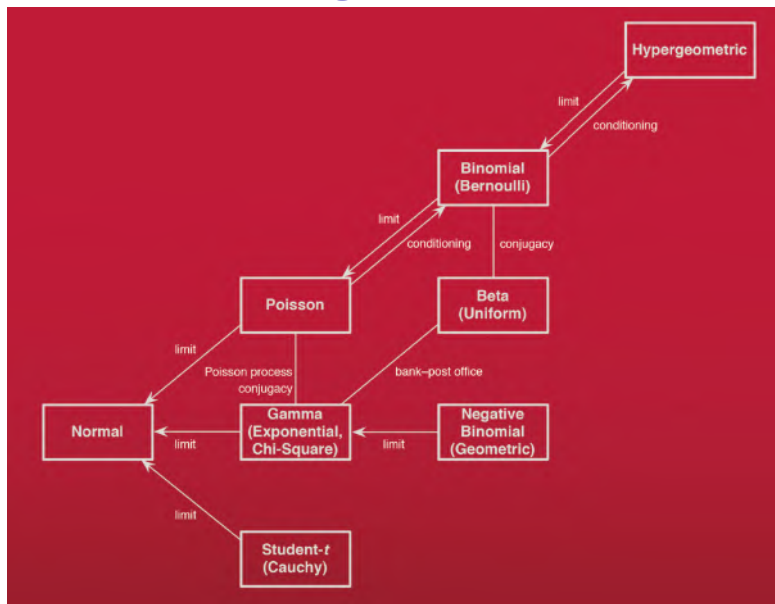 Hypergeometric
limit
conditioning
Binomial
(Bernoulli)
limit
conditioning
conjugacy
Poisson
Beta
(Uniform)
limit
Poisson process
conjugacy
bank–post office
Normal
limit
Gamma
(Exponential,
Chi-Square)
limit
Negative
Binomial
(Geometric)
limit
Student-t
(Cauchy)